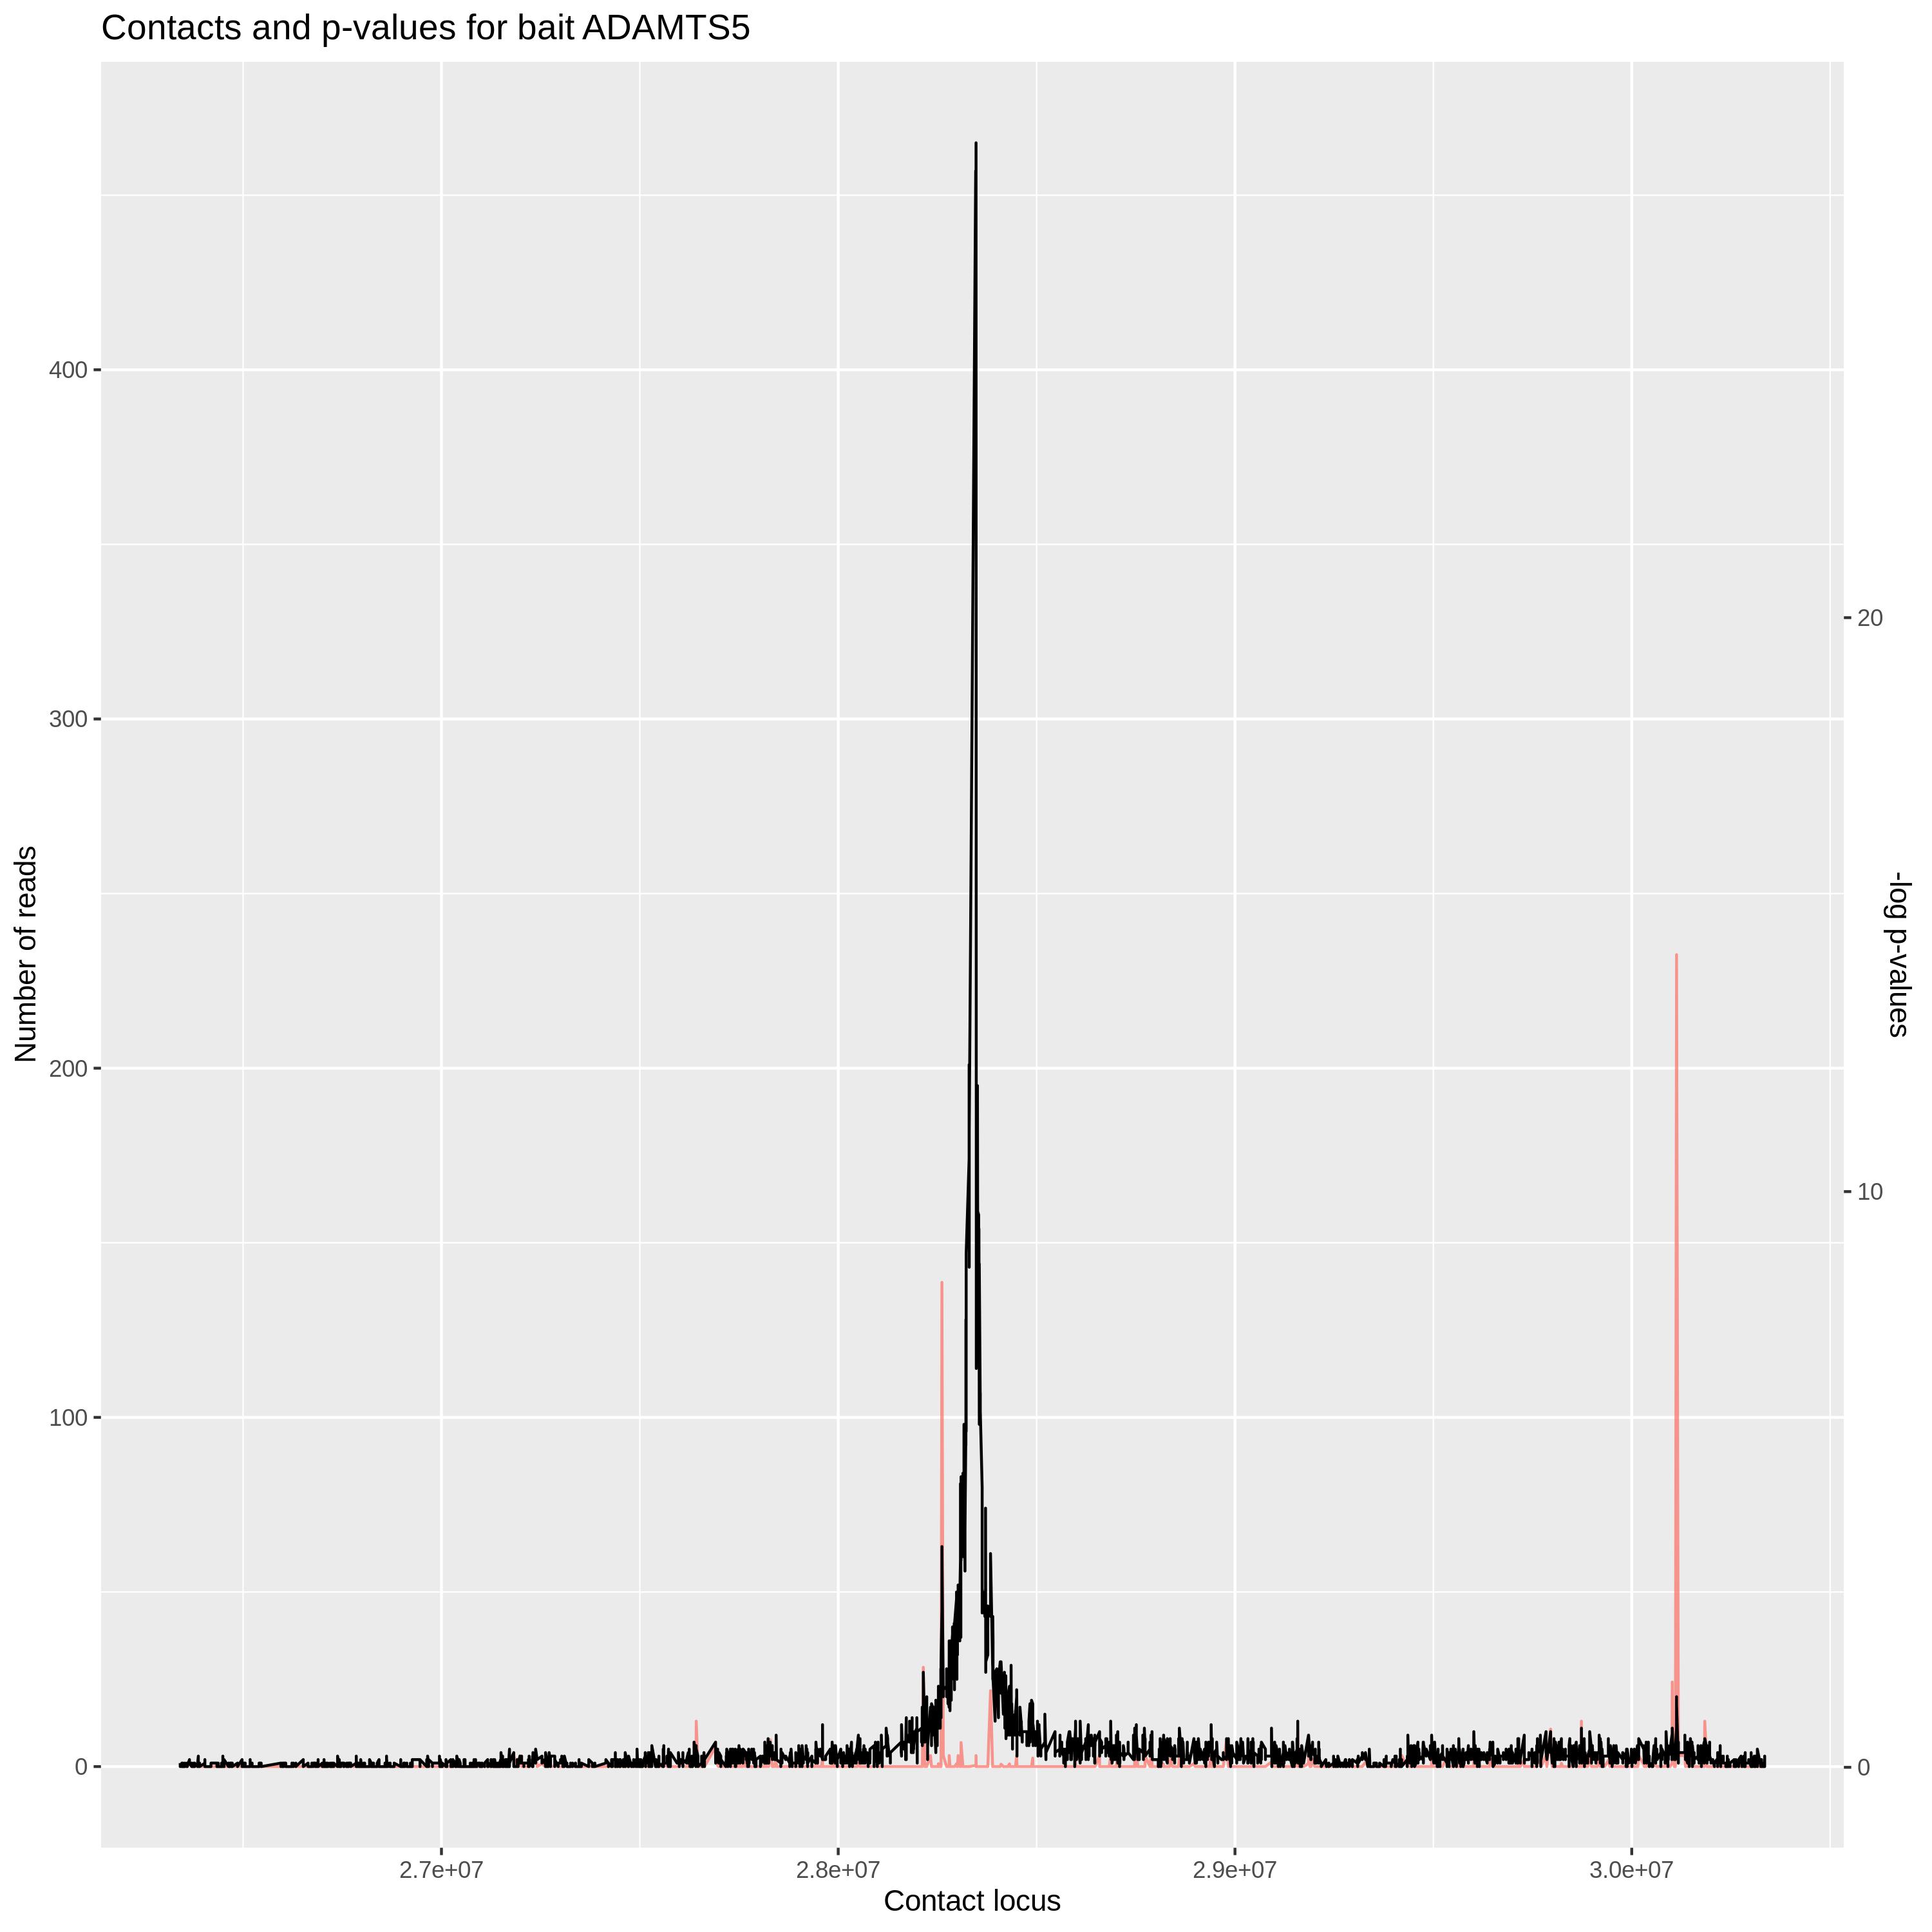 Contacts and p-values for bait ADAMTS5
Number of reads
400
300
200
100
0
20
10
0
-log p-values
2.7e+07
2.8e+07
2.9e+07
3.0e+07
Contact locus